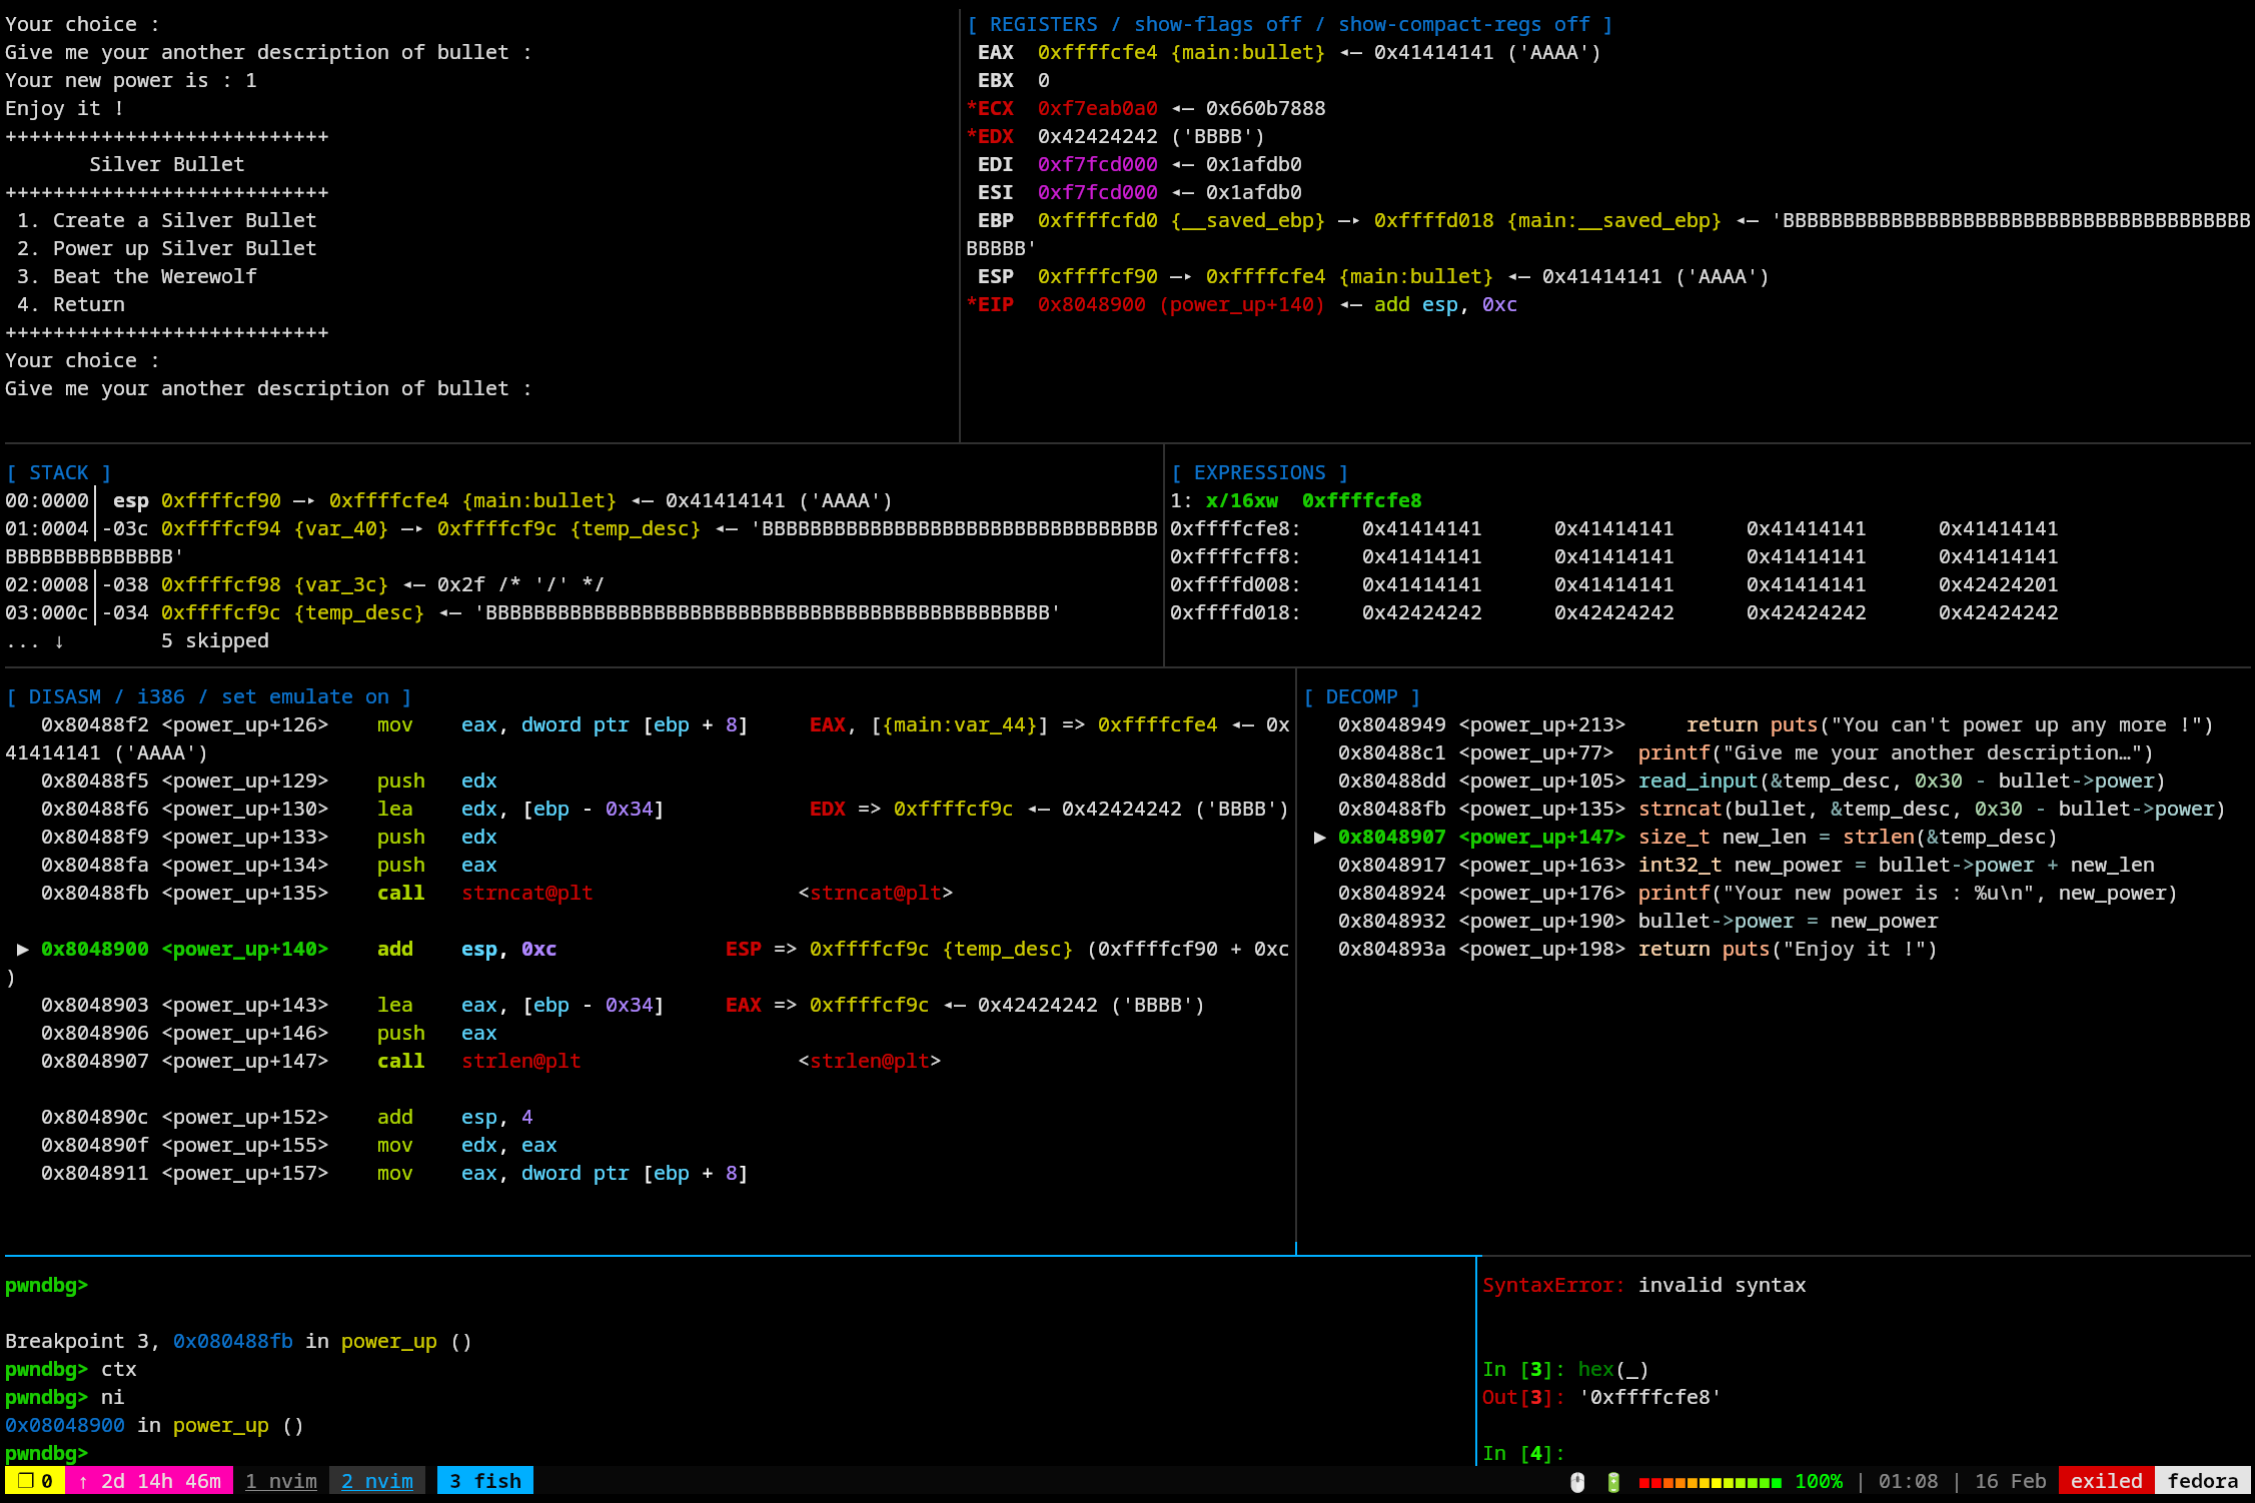 Your choice :
Give me your another description of bullet :
Your new power is : 1
Enjoy it !
+++++++++++++++++++++++++++
Silver Bullet
+++++++++++++++++++++++++++
1. Create a Silver Bullet
2. Power up Silver Bullet
3. Beat the Werewolf
4. Return
+++++++++++++++++++++++++++
Your choice :
Give me your another description of bullet :
[ REGISTERS / show-flags off / show-compact-regs off ]
EAX 0xffffcfe4 {main:bullet} ◂— 0x41414141 ('AAAA')
EBX 0
*ECX 0xf7eab0a0 ◂— 0x660b7888
*EDX 0x42424242 ('BBBB')
EDI 0xf7fcd000 ◂— 0x1afdb0
ESI 0xf7fcd000 ◂— 0x1afdb0
EBP 0xffffcfd0 {__saved_ebp} —▸ 0xffffd018 {main:__saved_ebp} ◂— 'BBBBBBBBBBBBBBBBBBBBBBBBBBBBBBBBBBBBBBB
BBBBB'
ESP 0xffffcf90 —▸ 0xffffcfe4 {main:bullet} ◂— 0x41414141 ('AAAA')
*EIP 0x8048900 (power_up+140) ◂— add esp, 0xc
[ STACK ]
00:0000│ esp 0xffffcf90 —▸ 0xffffcfe4 {main:bullet} ◂— 0x41414141 ('AAAA')
01:0004│-03c 0xffffcf94 {var_40} —▸ 0xffffcf9c {temp_desc} ◂— 'BBBBBBBBBBBBBBBBBBBBBBBBBBBBBBBBB
BBBBBBBBBBBBBB'
02:0008│-038 0xffffcf98 {var_3c} ◂— 0x2f /* '/' */
03:000c│-034 0xffffcf9c {temp_desc} ◂— 'BBBBBBBBBBBBBBBBBBBBBBBBBBBBBBBBBBBBBBBBBBBBBBB'
... ↓ 5 skipped
[ EXPRESSIONS ]
1: x/16xw 0xffffcfe8
0xffffcfe8: 0x41414141 0x41414141 0x41414141 0x41414141
0xffffcff8: 0x41414141 0x41414141 0x41414141 0x41414141
0xffffd008: 0x41414141 0x41414141 0x41414141 0x42424201
0xffffd018: 0x42424242 0x42424242 0x42424242 0x42424242
[ DISASM / i386 / set emulate on ]
0x80488f2 <power_up+126> mov eax, dword ptr [ebp + 8] EAX, [{main:var_44}] => 0xffffcfe4 ◂— 0x
41414141 ('AAAA')
0x80488f5 <power_up+129> push edx
0x80488f6 <power_up+130> lea edx, [ebp - 0x34] EDX => 0xffffcf9c ◂— 0x42424242 ('BBBB')
0x80488f9 <power_up+133> push edx
0x80488fa <power_up+134> push eax
0x80488fb <power_up+135> call strncat@plt <strncat@plt>
► 0x8048900 <power_up+140> add esp, 0xc ESP => 0xffffcf9c {temp_desc} (0xffffcf90 + 0xc
)
0x8048903 <power_up+143> lea eax, [ebp - 0x34] EAX => 0xffffcf9c ◂— 0x42424242 ('BBBB')
0x8048906 <power_up+146> push eax
0x8048907 <power_up+147> call strlen@plt <strlen@plt>
0x804890c <power_up+152> add esp, 4
0x804890f <power_up+155> mov edx, eax
0x8048911 <power_up+157> mov eax, dword ptr [ebp + 8]
[ DECOMP ]
0x8048949 <power_up+213> return puts("You can't power up any more !")
0x80488c1 <power_up+77> printf("Give me your another description…")
0x80488dd <power_up+105> read_input(&temp_desc, 0x30 - bullet->power)
0x80488fb <power_up+135> strncat(bullet, &temp_desc, 0x30 - bullet->power)
► 0x8048907 <power_up+147> size_t new_len = strlen(&temp_desc)
0x8048917 <power_up+163> int32_t new_power = bullet->power + new_len
0x8048924 <power_up+176> printf("Your new power is : %u\n", new_power)
0x8048932 <power_up+190> bullet->power = new_power
0x804893a <power_up+198> return puts("Enjoy it !")
pwndbg>
Breakpoint 3, 0x080488fb in power_up ()
pwndbg> ctx
pwndbg> ni
0x08048900 in power_up ()
pwndbg>
SyntaxError: invalid syntax
In [3]: hex(_)
Out[3]: '0xffffcfe8'
In [4]:
❐ 0 ↑ 2d 14h 46m 1 nvim 2 nvim 3 fish 100% | 01:08 | 16 Feb exiled fedora